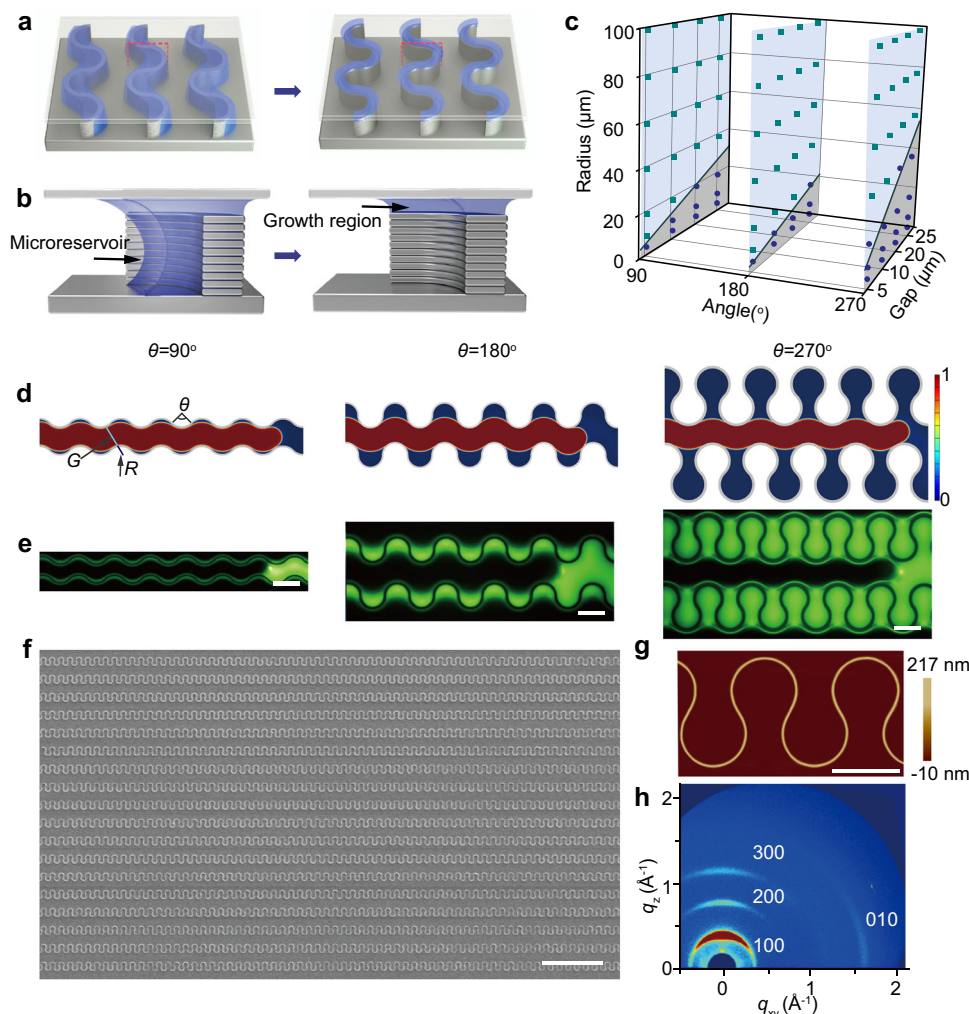 a
b
Microreservoir
Growth region
c
Radius (µm)
100
80
60
40
20
0
90
180
270
Angle(°)
5
10
20
25
Gap (µm)
θ=90°
θ=180°
θ=270°
d
θ
G
R
1
0
e
f
g
217 nm
-10 nm
h
qz (Å-1)
2
1
0
300
200
100
010
0
1
2
qxy (Å-1)